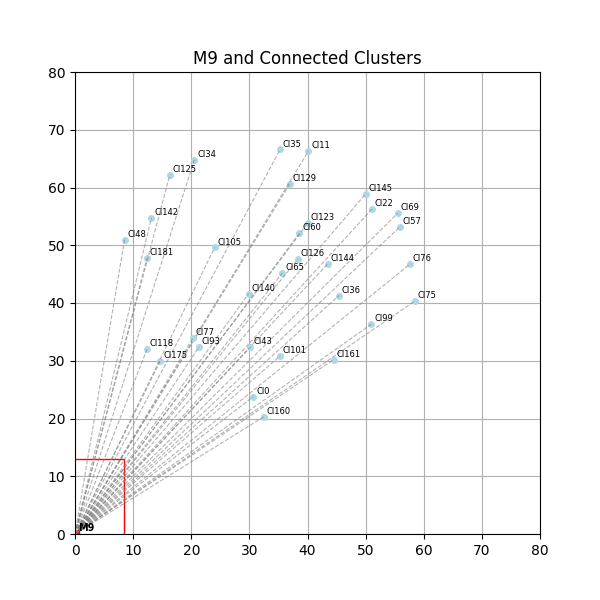 M9 and Connected Clusters
80
70
60
50
40
30
20
10
0
Cl35
Cl11
Cl34
Cl125
Cl129
Cl145
Cl22
Cl69
Cl142
Cl123
Cl57
Cl60
Cl48
Cl105
Cl181
Cl126
Cl144
Cl76
Cl65
Cl140
Cl36
Cl75
Cl99
Cl77
Cl93
Cl43
Cl118
Cl175
Cl101
Cl161
Cl0
Cl160
M9
0 10 20 30 40 50 60 70 80